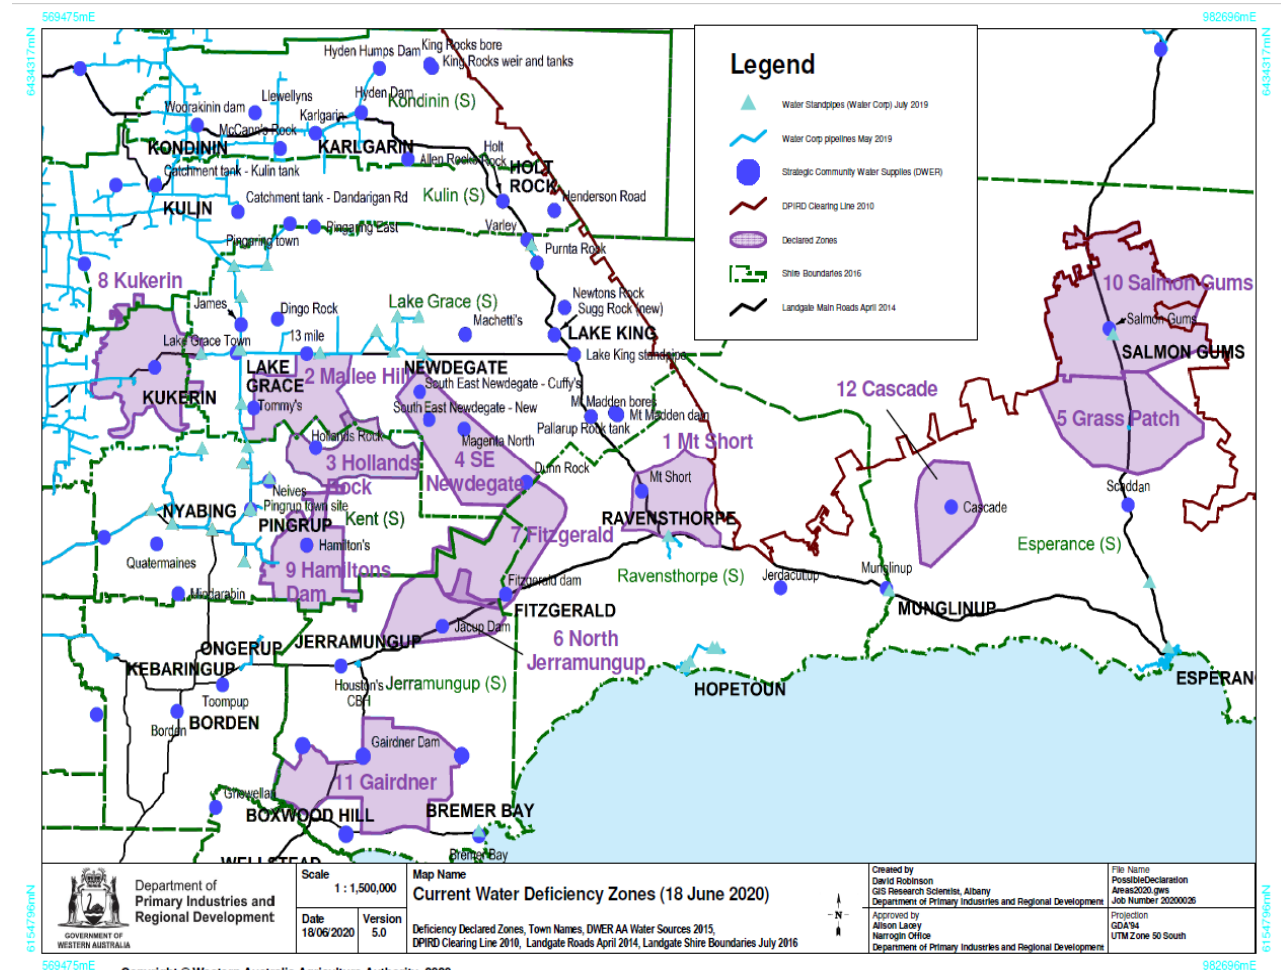 569475mE
982696mE
6434317mN
6434317mN
Legend
Water Standpipes (Water Corp) July 2019
Water Corp pipelines May 2019
Strategic Community Water Supplies (DWER)
DPIRD Clearing Line 2010
Declared Zones
Shire Boundaries 2016
Landgate Main Roads April 2014
King Rocks bore
Hyden Humps Dam
King Rocks weir and tanks
Hyden Dam
Kondinin (S)
Llewellyns
Woorakinin dam
Karlgarin
McCann's Rock
KONDININ
KARLGARIN
Holt
Rock
Allen Rocks
HOLT
ROCK
Catchment tank - Kulin tank
Kulin (S)
Catchment tank - Dandarigan Rd
Henderson Road
KULIN
Pingaring East
Varley
Pingaring town
Purnta Rock
8 Kukerin
10 Salmon Gums
James
Dingo Rock
Lake Grace (S)
Newtons Rock
Sugg Rock (new)
Machetti's
Salmon Gums
Lake Grace Town
13 mile
LAKE KING
Lake King standpipe
SALMON GUMS
LAKE
GRACE
2 Mallee Hill
NEWDEGATE
South East Newdegate - Cuffy's
12 Cascade
KUKERIN
Tommy's
South East Newdegate - New
Mt Madden bores
Mt Madden dam
Pallarup Rock tank
5 Grass Patch
Hollands Rock
Magenta North
1 Mt Short
3 Hollands
Rock
4 SE
Newdegate
Dunn Rock
Mt Short
Scaddan
Neives
Pingrup town site
NYABING
PINGRUP
Kent (S)
RAVENSTHORPE
Cascade
7 Fitzgerald
Hamilton's
Esperance (S)
Quatermaines
9 Hamiltons
Dam
Fitzgerald dam
Ravensthorpe (S)
Jerdacuttup
Munglinup
Mindarabin
FITZGERALD
MUNGLINUP
Jacup Dam
ONGERUP
JERRAMUNGUP
6 North
Jerramungup
KEBARINGUP
Houston's
CBH
Jerramungup (S)
HOPETOUN
ESPERAN
Toompup
Borden
BORDEN
Gairdner Dam
11 Gairdner
Ghowellan
BOXWOOD HILL
BREMER BAY
Bremer Bay
WELLSTEAD
GOVERNMENT OF
WESTERN AUSTRALIA
Department of
Primary Industries and
Regional Development
Scale
1 : 1,500,000
Date
18/06/2020
Version
5.0
Map Name
Current Water Deficiency Zones (18 June 2020)
Deficiency Declared Zones, Town Names, DWER AA Water Sources 2015,
DPIRD Clearing Line 2010, Landgate Roads April 2014, Landgate Shire Boundaries July 2016
N
Created by
David Robinson
GIS Research Scientist, Albany
Department of Primary Industries and Regional Development
Approved by
Alison Lacey
Narrogin Office
Department of Primary Industries and Regional Development
File Name
PossibleDeclaration
Areas2020.gws
Job Number 20200026
Projection
GDA'94
UTM Zone 50 South
6154796mN
6154796mN
569475mE
982696mE
Copyright © Western Australia Agriculture Authority, 2020